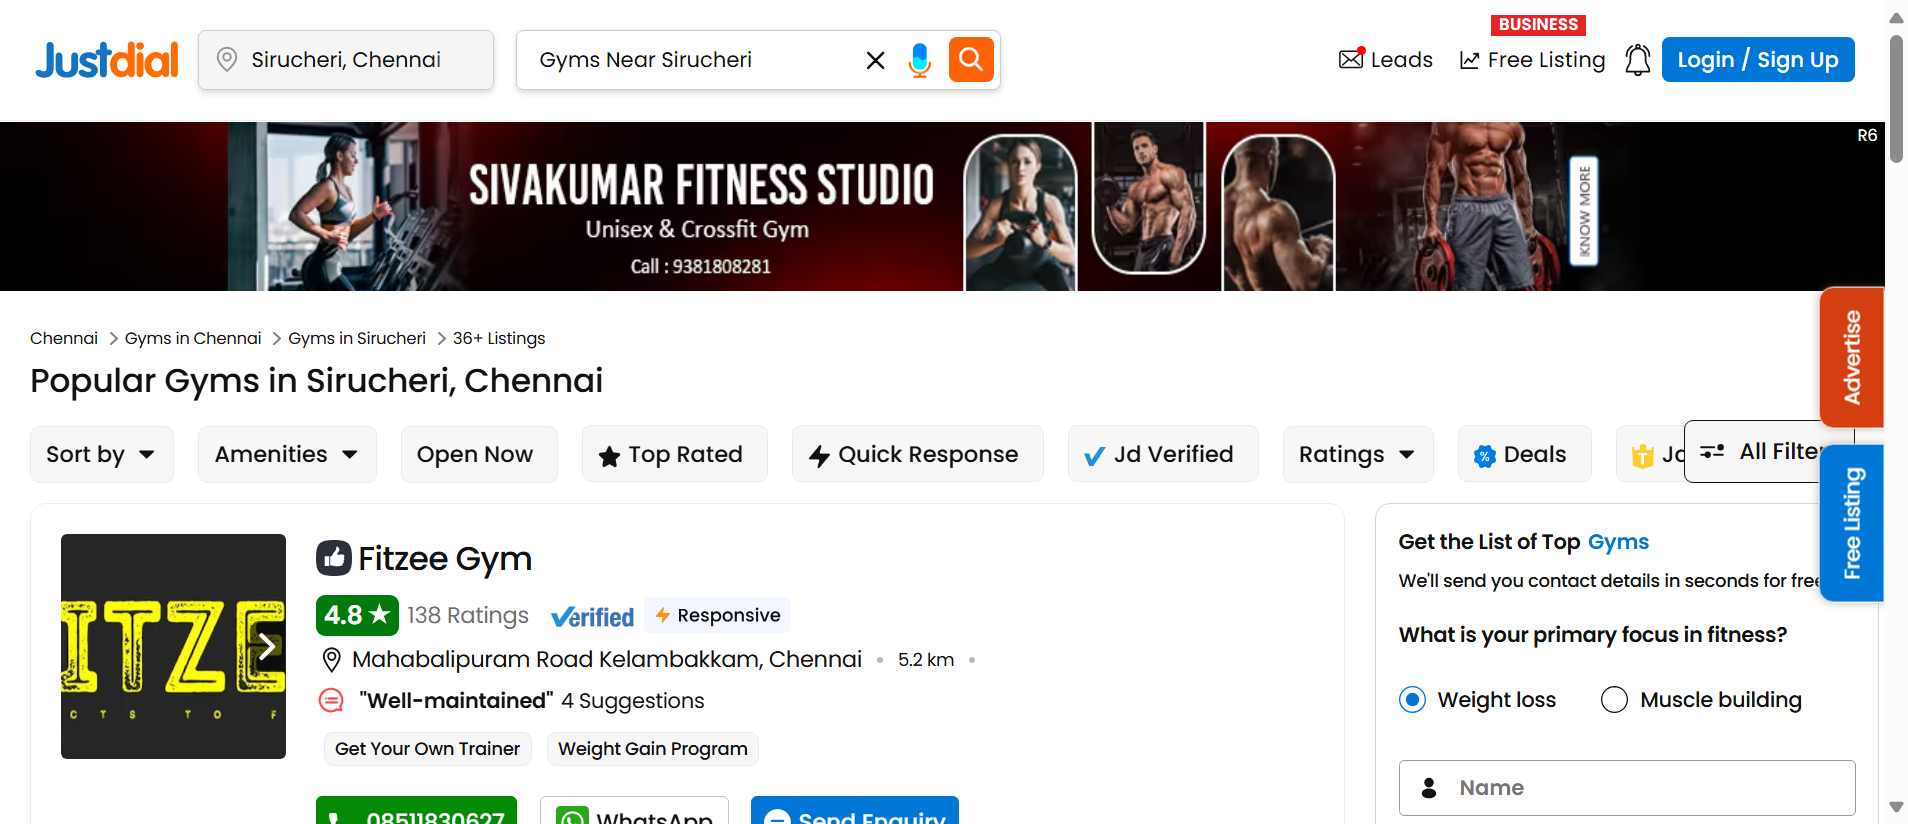 BUSINESS
Justdial
Sirucheri, Chennai
Gyms Near Sirucheri
Leads
Free Listing
Login / Sign Up
R6
SIVAKUMAR FITNESS STUDIO
Unisex & Crossfit Gym
Call : 9381808281
KNOW MORE
Advertise
Free Listing
Chennai > Gyms in Chennai > Gyms in Sirucheri > 36+ Listings
Popular Gyms in Sirucheri, Chennai
Sort by
Amenities
Open Now
Top Rated
Quick Response
Jd Verified
Ratings
% Deals
T
All Filte
ITZE
C T S T O F
Fitzee Gym
4.8 ★ 138 Ratings Verified Responsive
Mahabalipuram Road Kelambakkam, Chennai • 5.2 km •
"Well-maintained" 4 Suggestions
Get Your Own Trainer
Weight Gain Program
08511830627
WhatsApp
Send Enquiry
Get the List of Top Gyms
We'll send you contact details in seconds for free
What is your primary focus in fitness?
Weight loss
Muscle building
Name